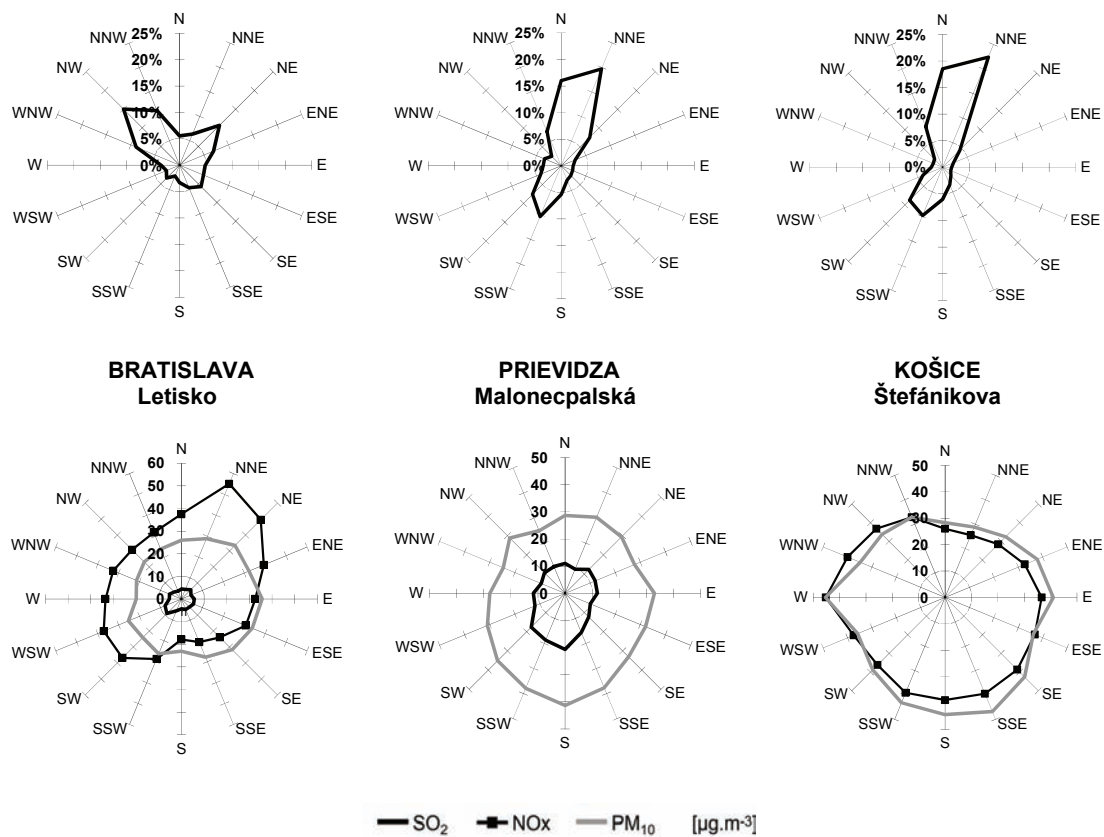 N
NNW 25% NNE
20%
NW 15% NE
10%
WNW ENE
5%
W 0% E
WSW ESE
SW SE
SSW SSE
S
N
NNW 25% NNE
20%
NW 15% NE
10%
WNW ENE
5%
W 0% E
WSW ESE
SW SE
SSW SSE
S
N
NNW 25% NNE
20%
NW 15% NE
10%
WNW ENE
5%
W 0% E
WSW ESE
SW SE
SSW SSE
S
BRATISLAVA
Letisko
PRIEVIDZA
Malonecpalská
KOŠICE
Štefánikova
N
60
NNW 50 NNE
NW 40 NE
30
WNW 20 ENE
10
W 0 E
WSW ESE
SW SE
SSW SSE
S
N
50
NNW 40 NNE
NW 30 NE
WNW 20 ENE
10
W 0 E
WSW ESE
SW SE
SSW SSE
S
N
50
NNW 40 NNE
NW 30 NE
WNW 20 ENE
10
W 0 E
WSW ESE
SW SE
SSW SSE
S
SO₂ NOx PM₁₀ [µg.m⁻³]